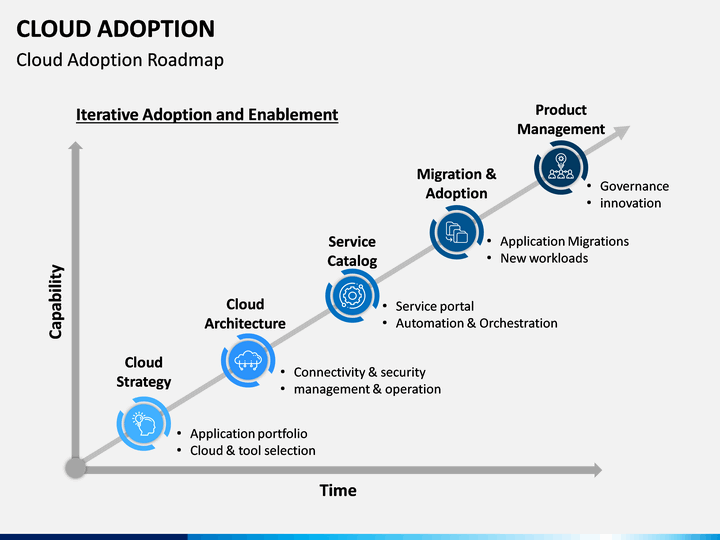 CLOUD ADOPTION
Cloud Adoption Roadmap
Iterative Adoption and Enablement
Product
Management
• Governance
• innovation
Migration &
Adoption
• Application Migrations
• New workloads
Service
Catalog
• Service portal
• Automation & Orchestration
Cloud
Architecture
• Connectivity & security
• management & operation
Cloud
Strategy
• Application portfolio
• Cloud & tool selection
Capability
Time